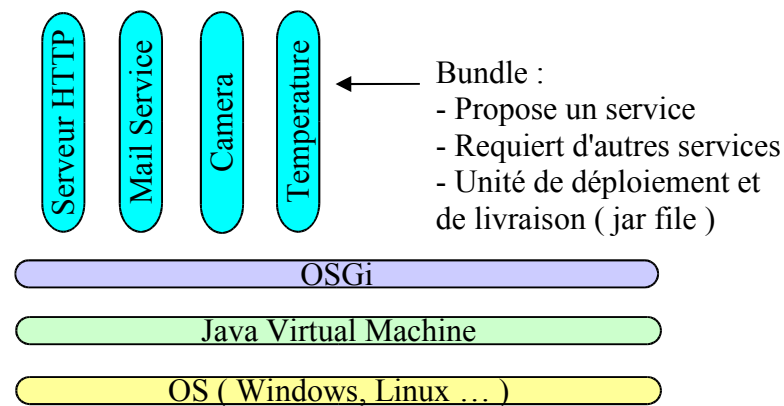 Serveur HTTP
Mail Service
Camera
Temperature
Bundle :
- Propose un service
- Requiert d'autres services
- Unité de déploiement et
de livraison ( jar file )
OSGi
Java Virtual Machine
OS ( Windows, Linux … )